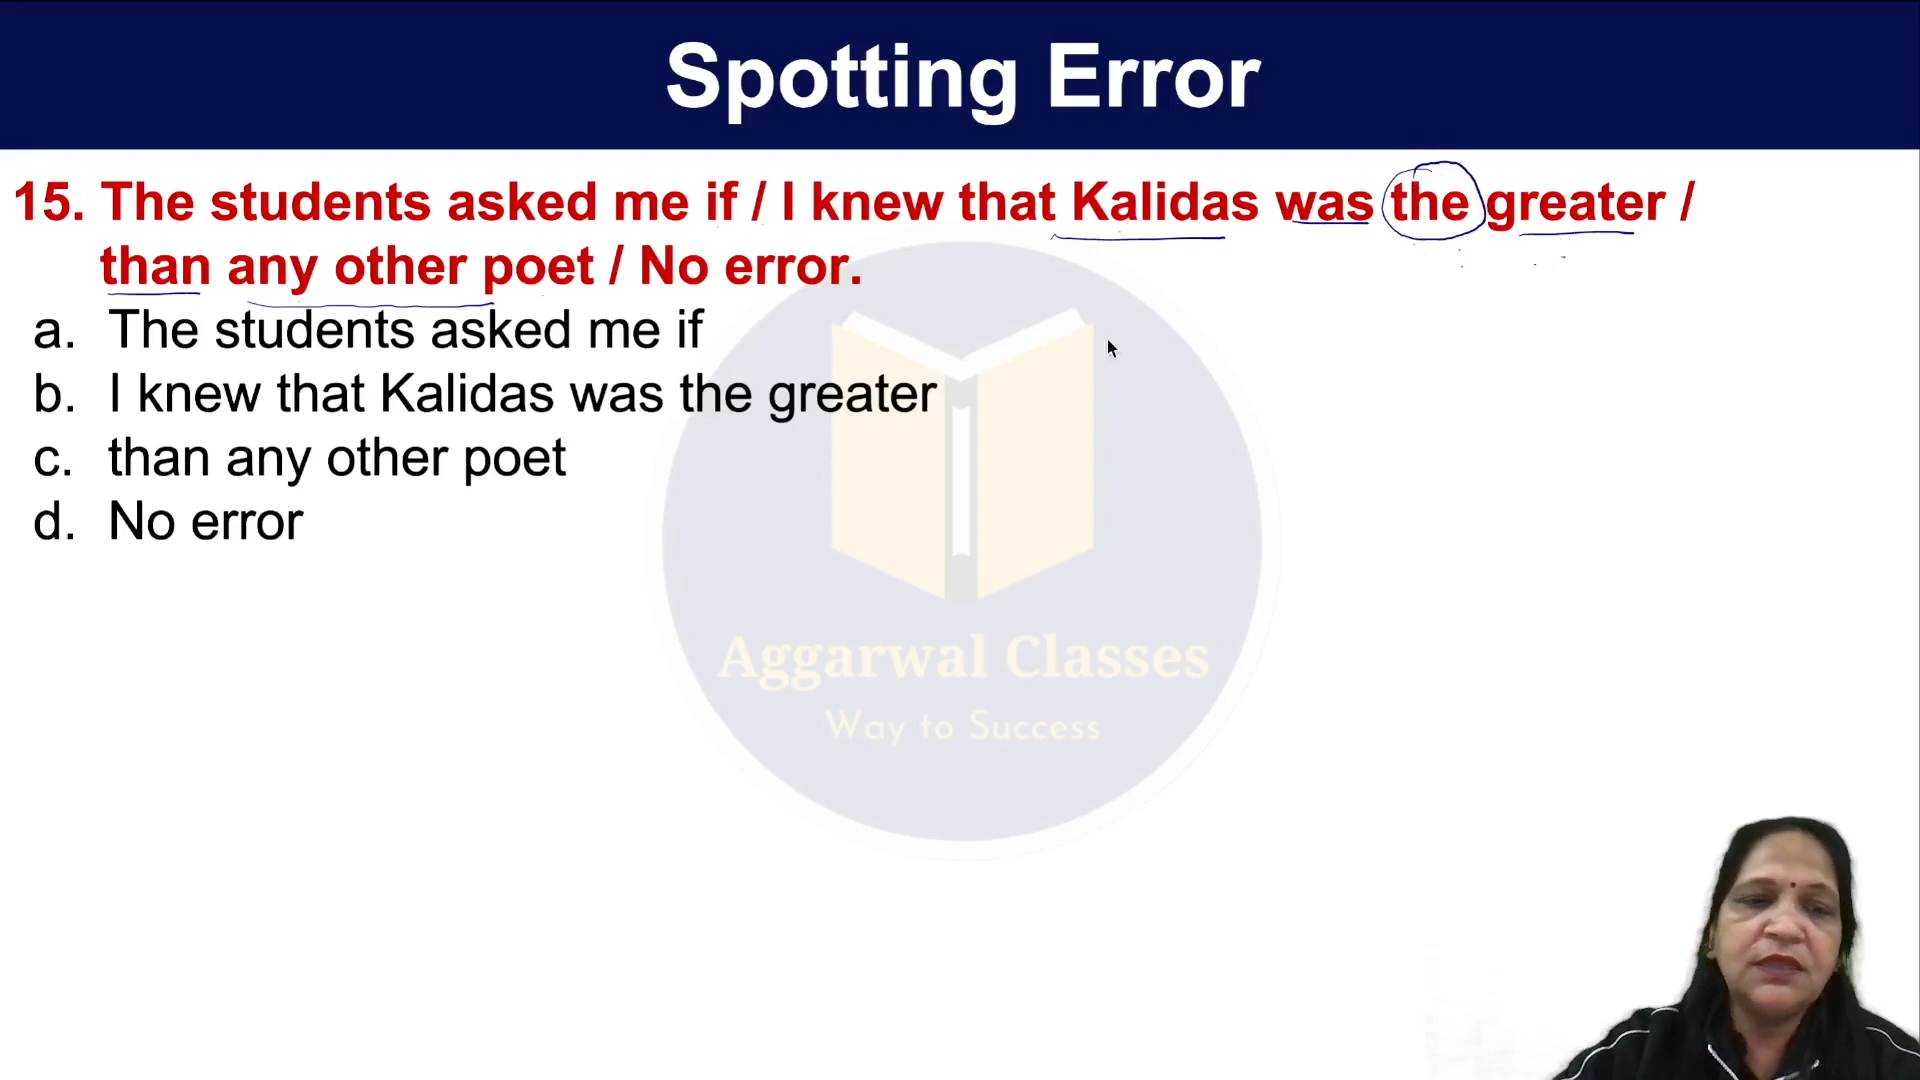 Spotting Error
15. The students asked me if / I knew that Kalidas was the greater /
than any other poet / No error.
a. The students asked me if
b. I knew that Kalidas was the greater
c. than any other poet
d. No error
Aggarwal Classes
Way to Success